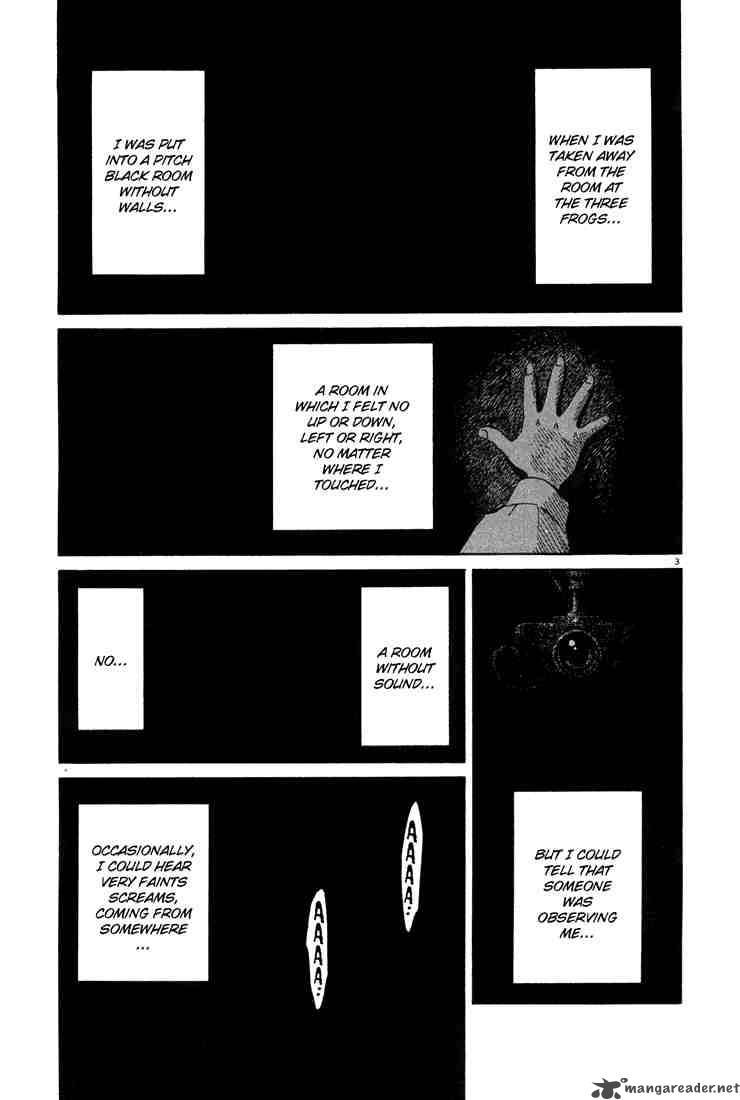 WHEN I WAS
TAKEN AWAY
FROM THE
ROOM AT
THE THREE
FROGS...
I WAS PUT
INTO A PITCH
BLACK ROOM
WITHOUT
WALLS...
A ROOM IN
WHICH I FELT NO
UP OR DOWN,
LEFT OR RIGHT,
NO MATTER
WHERE I
TOUCHED...
3
BUT I COULD
TELL THAT
SOMEONE
WAS
OBSERVING
ME...
A ROOM
WITHOUT
SOUND...
NO...
AAAA...
AAAA...
OCCASIONALLY,
I COULD HEAR
VERY FAINTS
SCREAMS,
COMING FROM
SOMEWHERE
...
mangareader.net